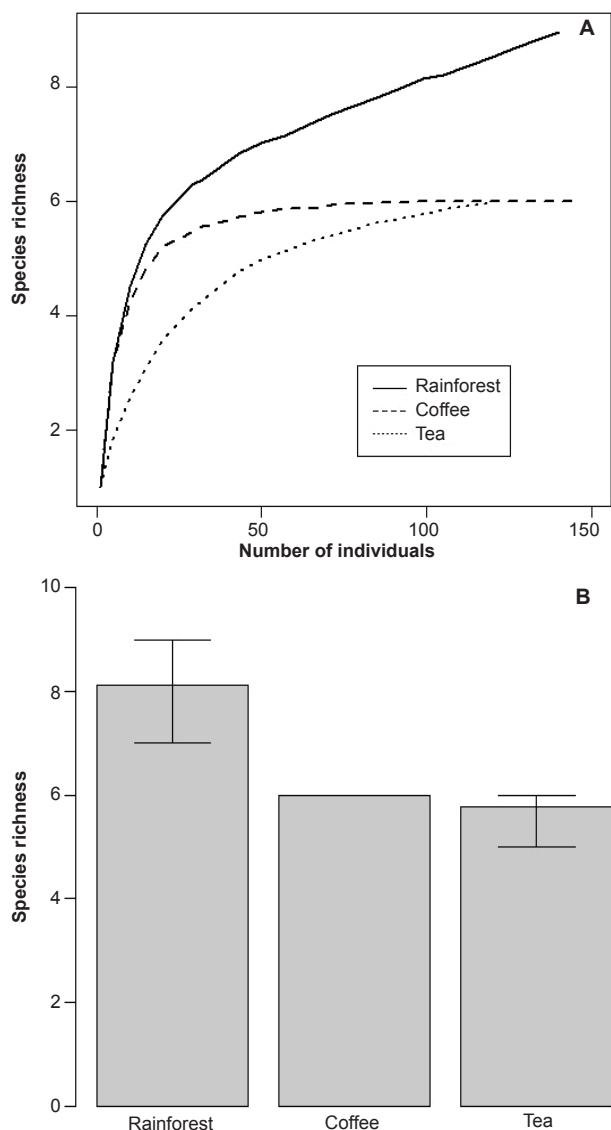 A
8
6
4
2
Species richness
Rainforest
Coffee
Tea
0
50
100
150
Number of individuals
B
10
8
6
4
2
0
Species richness
Rainforest
Coffee
Tea